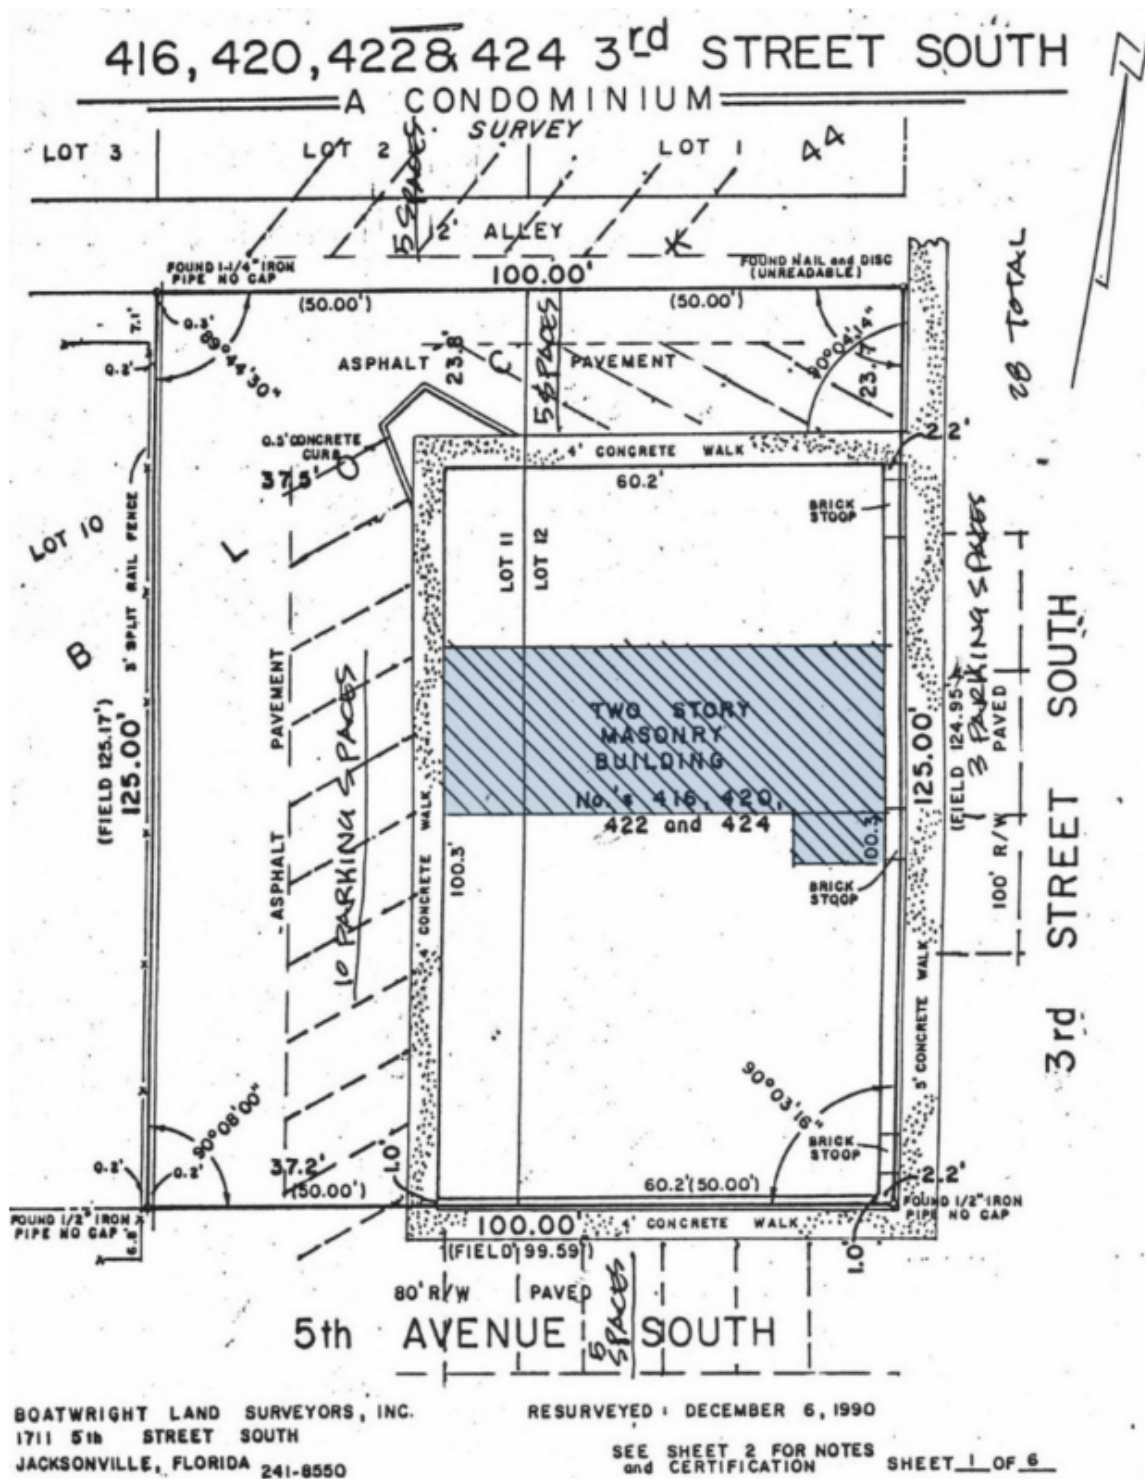 416, 420, 422 & 424 3rd STREET SOUTH
A CONDOMINIUM
SURVEY
LOT 3
LOT 2
LOT 1
44
5 SPACES
12' ALLEY
FOUND 1-1/4" IRON
PIPE NO CAP
100.00'
FOUND NAIL and DISC
(UNREADABLE)
(50.00')
(50.00')
28 TOTAL
7.1'
0.3'
89°44'30"
0.2'
ASPHALT
23.8'
5 SPACES
PAVEMENT
90°04'14"
23.7'
0.5' CONCRETE
CURB
37.5'
4' CONCRETE WALK
2.2'
60.2'
BRICK
STOOP
LOT 10
3' SPLIT RAIL FENCE
L
O
C
K
B
LOT 11
LOT 12
3 PARKING SPACES
(FIELD 125.17')
125.00'
ASPHALT PAVEMENT
10 PARKING SPACES
4' CONCRETE WALK
TWO STORY
MASONRY
BUILDING
No.'s 416, 420,
422 and 424
100.3'
100.3'
125.00'
(FIELD 124.95')
100' R/W PAVED
BRICK
STOOP
3rd STREET SOUTH
5' CONCRETE WALK
90°08'00"
90°03'16"
BRICK
STOOP
0.2'
0.2'
37.2'
(50.00')
1.0'
60.2'(50.00')
2.2'
FOUND 1/2" IRON
PIPE NO CAP
6.8'
100.00'
4' CONCRETE WALK
FOUND 1/2" IRON
PIPE NO CAP
(FIELD 99.59')
1.0'
80' R/W PAVED
5 SPACES
5th AVENUE SOUTH
BOATWRIGHT LAND SURVEYORS, INC.
1711 5th STREET SOUTH
JACKSONVILLE, FLORIDA 241-8550
RESURVEYED : DECEMBER 6, 1990
SEE SHEET 2 FOR NOTES
and CERTIFICATION
SHEET 1 OF 6